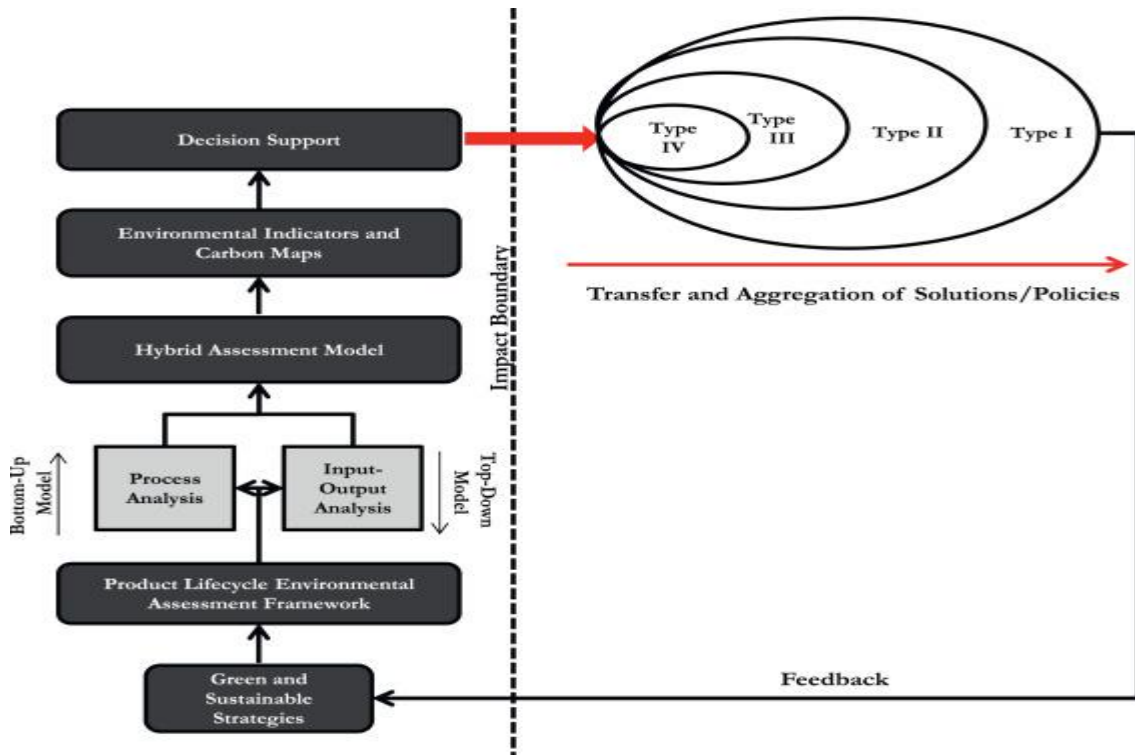 Decision Support
Environmental Indicators and
Carbon Maps
Hybrid Assessment Model
Bottom-Up
Model
Process
Analysis
Input-
Output
Analysis
Top-Down
Model
Product Lifecycle Environmental
Assessment Framework
Green and
Sustainable
Strategies
Impact Boundary
Type
IV
Type
III
Type II
Type I
Transfer and Aggregation of Solutions/Policies
Feedback